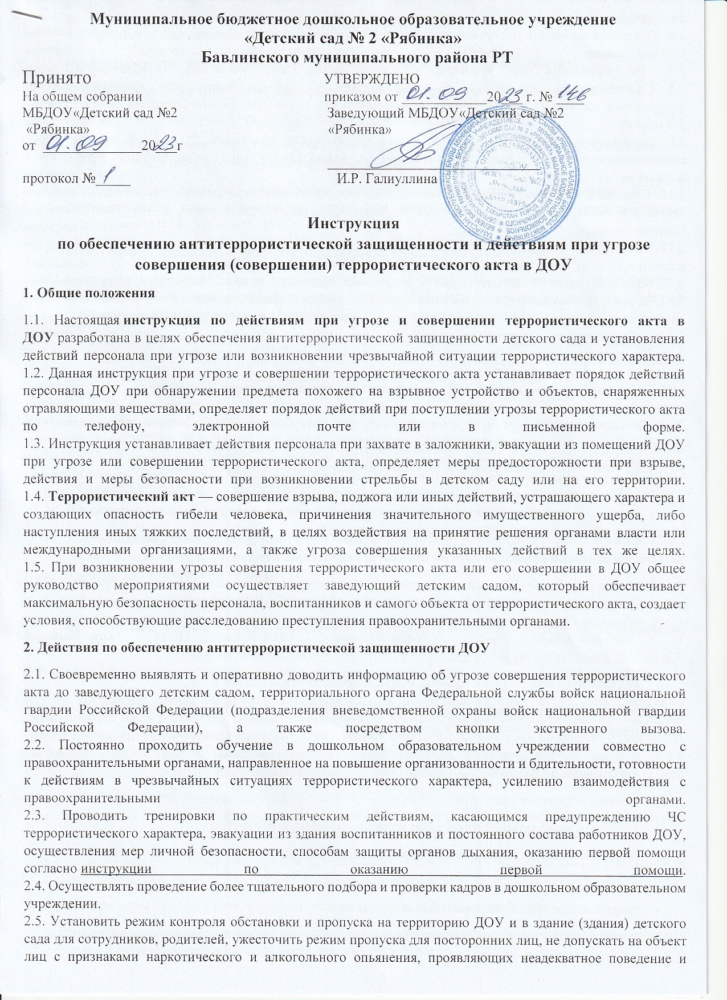 Муниципальное бюджетное дошкольное образовательное учреждение
«Детский сад № 2 «Рябинка»
Бавлинского муниципального района РТ
Принято
На общем собрании
МБДОУ«Детский сад №2
«Рябинка»
от 01.09 2023г
протокол № 1
УТВЕРЖДЕНО
приказом от 01.09 2023 г. № 146
Заведующий МБДОУ«Детский сад №2
«Рябинка»
И.Р. Галиуллина
Инструкция
по обеспечению антитеррористической защищенности и действиям при угрозе
совершения (совершении) террористического акта в ДОУ
1. Общие положения
1.1. Настоящая инструкция по действиям при угрозе и совершении террористического акта в
ДОУ разработана в целях обеспечения антитеррористической защищенности детского сада и установления
действий персонала при угрозе или возникновении чрезвычайной ситуации террористического характера.
1.2. Данная инструкция при угрозе и совершении террористического акта устанавливает порядок действий
персонала ДОУ при обнаружении предмета похожего на взрывное устройство и объектов, снаряженных
отравляющими веществами, определяет порядок действий при поступлении угрозы террористического акта
по телефону, электронной почте или в письменной форме.
1.3. Инструкция устанавливает действия персонала при захвате в заложники, эвакуации из помещений ДОУ
при угрозе или совершении террористического акта, определяет меры предосторожности при взрыве,
действия и меры безопасности при возникновении стрельбы в детском саду или на его территории.
1.4. Террористический акт — совершение взрыва, поджога или иных действий, устрашающего характера и
создающих опасность гибели человека, причинения значительного имущественного ущерба, либо
наступления иных тяжких последствий, в целях воздействия на принятие решения органами власти или
международными организациями, а также угроза совершения указанных действий в тех же целях.
1.5. При возникновении угрозы совершения террористического акта или его совершении в ДОУ общее
руководство мероприятиями осуществляет заведующий детским садом, который обеспечивает
максимальную безопасность персонала, воспитанников и самого объекта от террористического акта, создает
условия, способствующие расследованию преступления правоохранительными органами.
2. Действия по обеспечению антитеррористической защищенности ДОУ
2.1. Своевременно выявлять и оперативно доводить информацию об угрозе совершения террористического
акта до заведующего детским садом, территориального органа Федеральной службы войск национальной
гвардии Российской Федерации (подразделения вневедомственной охраны войск национальной гвардии
Российской Федерации), а также посредством кнопки экстренного вызова.
2.2. Постоянно проходить обучение в дошкольном образовательном учреждении совместно с
правоохранительными органами, направленное на повышение организованности и бдительности, готовности
к действиям в чрезвычайных ситуациях террористического характера, усилению взаимодействия с
правоохранительными органами.
2.3. Проводить тренировки по практическим действиям, касающимся предупреждению ЧС
террористического характера, эвакуации из здания воспитанников и постоянного состава работников ДОУ,
осуществления мер личной безопасности, способам защиты органов дыхания, оказанию первой помощи
согласно инструкции по оказанию первой помощи.
2.4. Осуществлять проведение более тщательного подбора и проверки кадров в дошкольном образовательном
учреждении.
2.5. Установить режим контроля обстановки и пропуска на территорию ДОУ и в здание (здания) детского
сада для сотрудников, родителей, ужесточить режим пропуска для посторонних лиц, не допускать на объект
лиц с признаками наркотического и алкогольного опьянения, проявляющих неадекватное поведение и